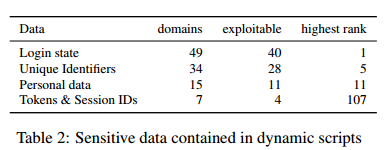 Data domains exploitable highest rank
Login state 49 40 1
Unique Identifiers 34 28 5
Personal data 15 11 11
Tokens & Session IDs 7 4 107
Table 2: Sensitive data contained in dynamic scripts